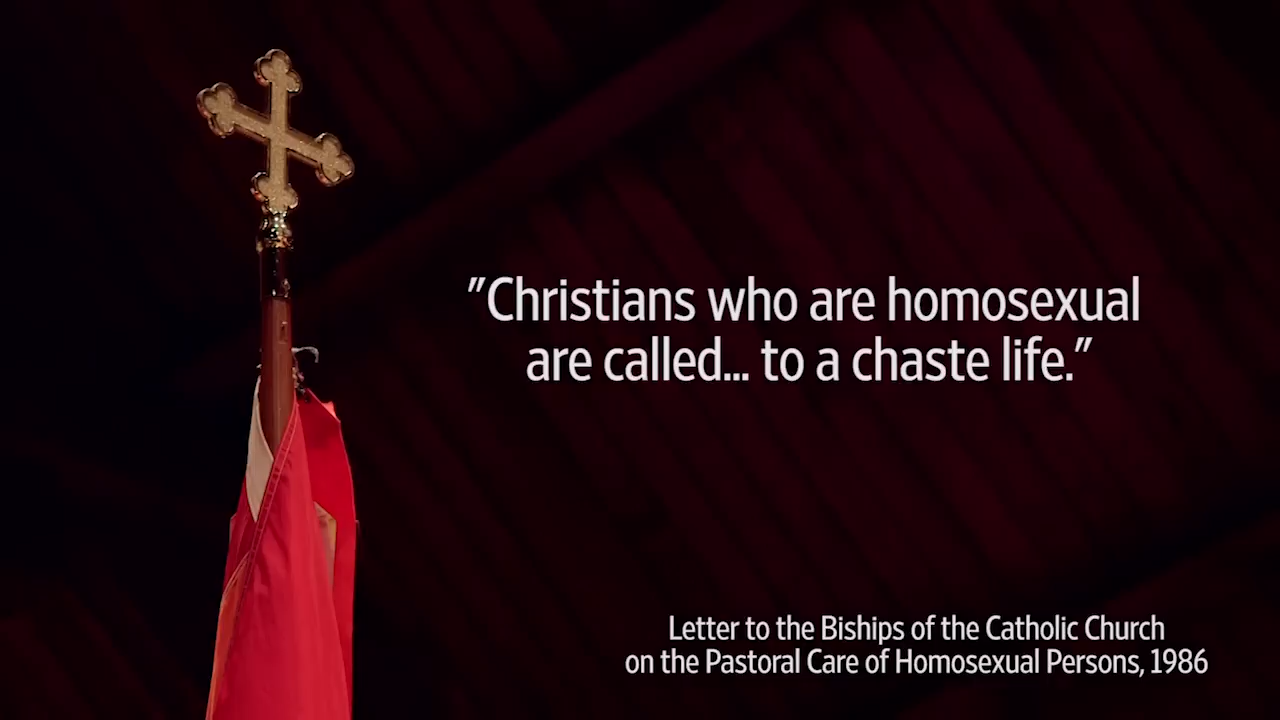 "Christians who are homosexual
are called... to a chaste life."
Letter to the Biships of the Catholic Church
on the Pastoral Care of Homosexual Persons, 1986